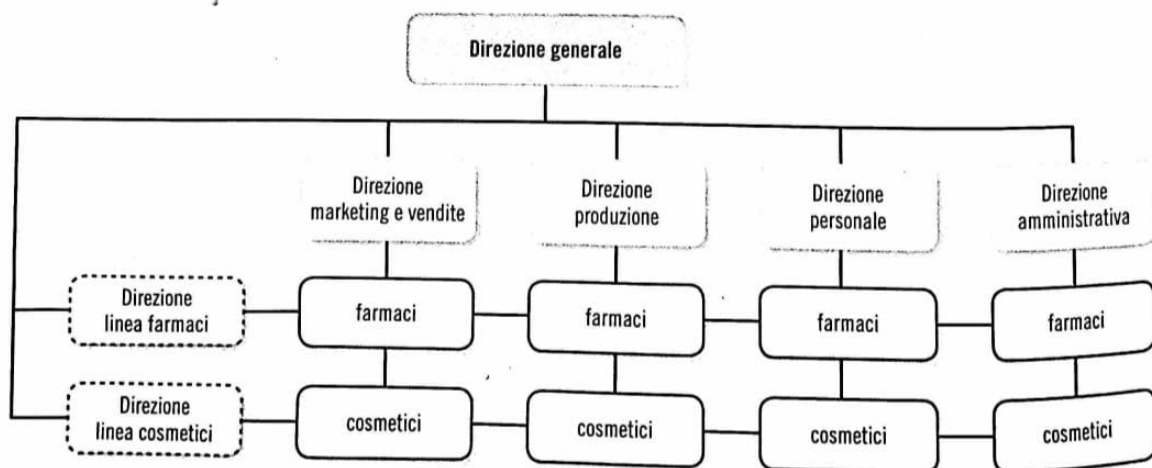 Direzione generale
Direzione
marketing e vendite
Direzione
produzione
Direzione
personale
Direzione
amministrativa
Direzione
linea farmaci
farmaci
farmaci
farmaci
farmaci
Direzione
linea cosmetici
cosmetici
cosmetici
cosmetici
cosmetici